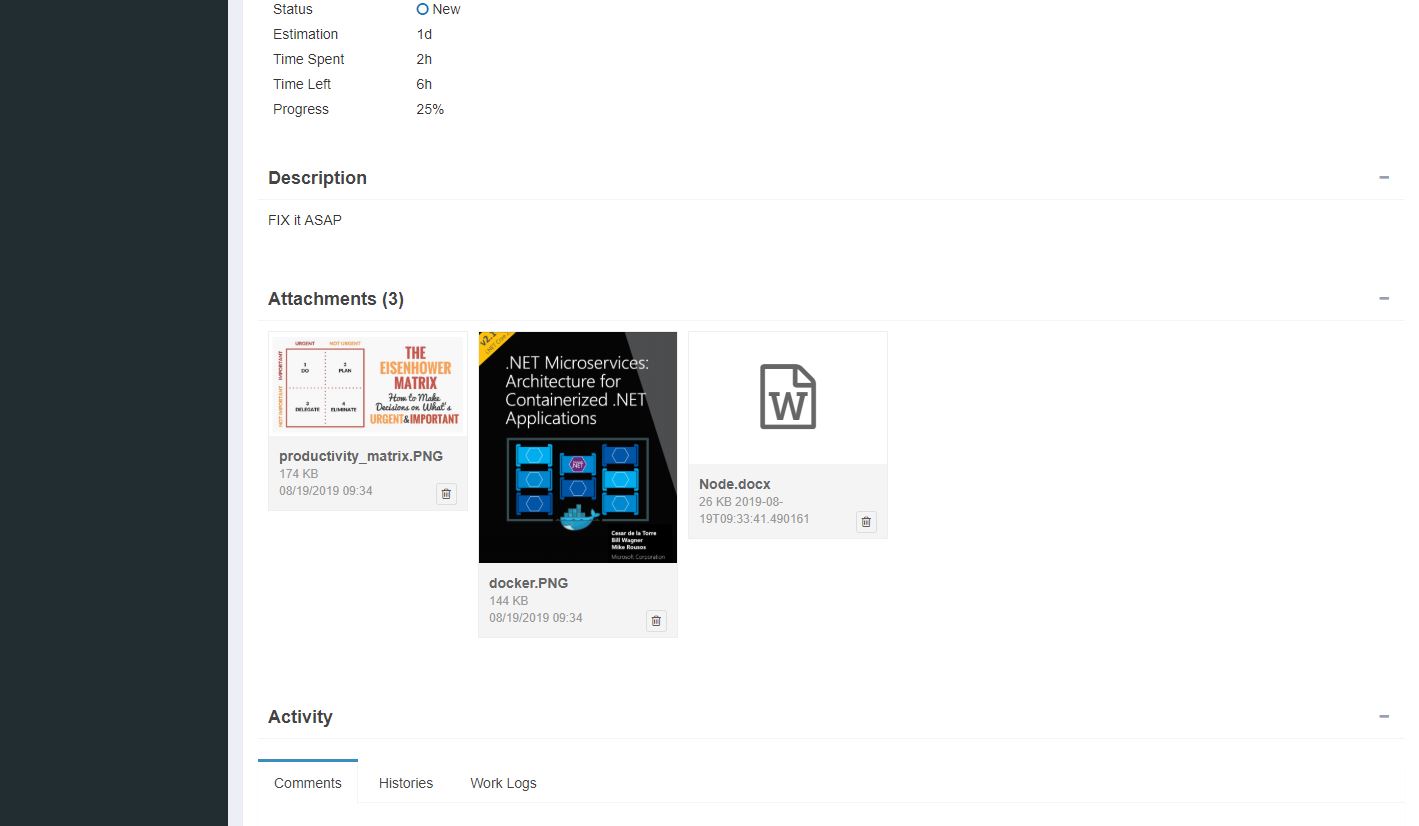 Status New
Estimation 1d
Time Spent 2h
Time Left 6h
Progress 25%
Description
FIX it ASAP
Attachments (3)
URGENT NOT URGENT
IMPORTANT
NOT IMPORTANT
1
DO
2
PLAN
3
DELEGATE
4
ELIMINATE
THE
EISENHOWER
MATRIX
How to Make
Decisions on What's
URGENT&IMPORTANT
productivity_matrix.PNG
174 KB
08/19/2019 09:34
.NET Microservices:
Architecture for
Containerized .NET
Applications
.NET
Cesar de la Torre
Bill Wagner
Mike Rousos
Microsoft Corporation
docker.PNG
144 KB
08/19/2019 09:34
W
Node.docx
26 KB 2019-08-
19T09:33:41.490161
Activity
Comments Histories Work Logs